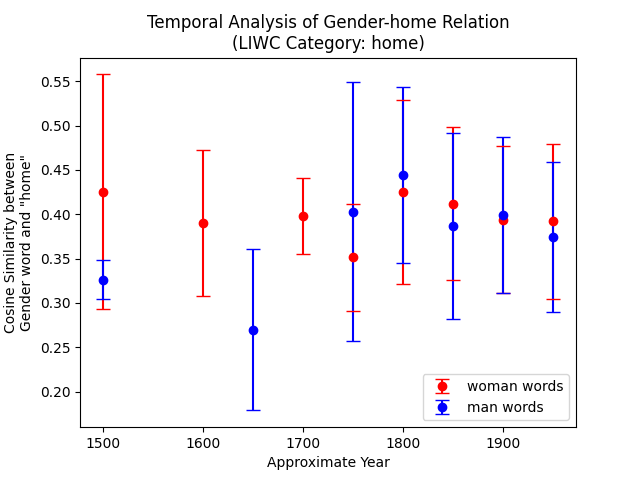 Temporal Analysis of Gender-home Relation
(LIWC Category: home)
Cosine Similarity between
Gender word and "home"
0.55
0.50
0.45
0.40
0.35
0.30
0.25
0.20
woman words
man words
1500
1600
1700
1800
1900
Approximate Year